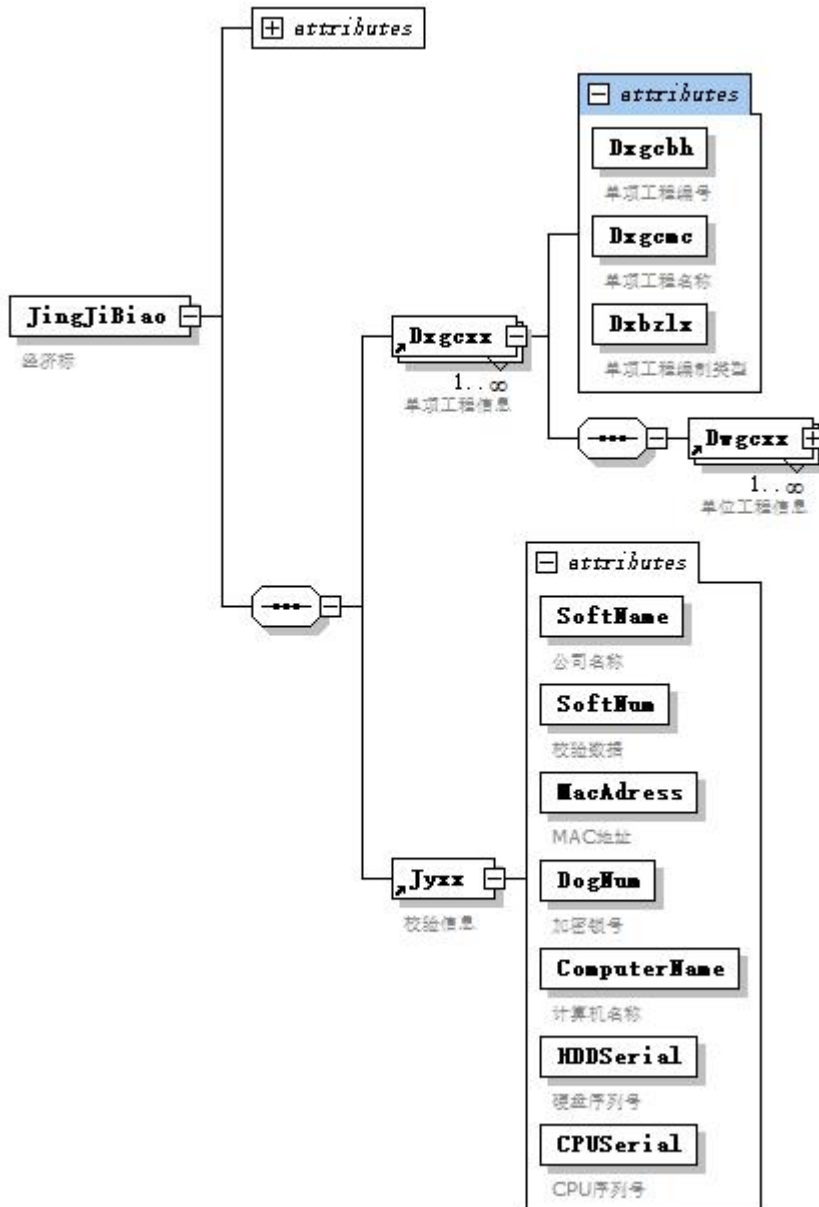 attributes
attributes
Dxgcbh
单项工程编号
Dxgcmc
单项工程名称
Dxbzlx
单项工程编制类型
JingJiBiao
经济标
Dxgcxx
1..∞
单项工程信息
Dwgcxx
1..∞
单位工程信息
attributes
SoftName
公司名称
SoftNum
校验数据
MacAdress
MAC地址
Jyxx
校验信息
DogNum
加密锁号
ComputerName
计算机名称
HDDSerial
硬盘序列号
CPUSerial
CPU序列号